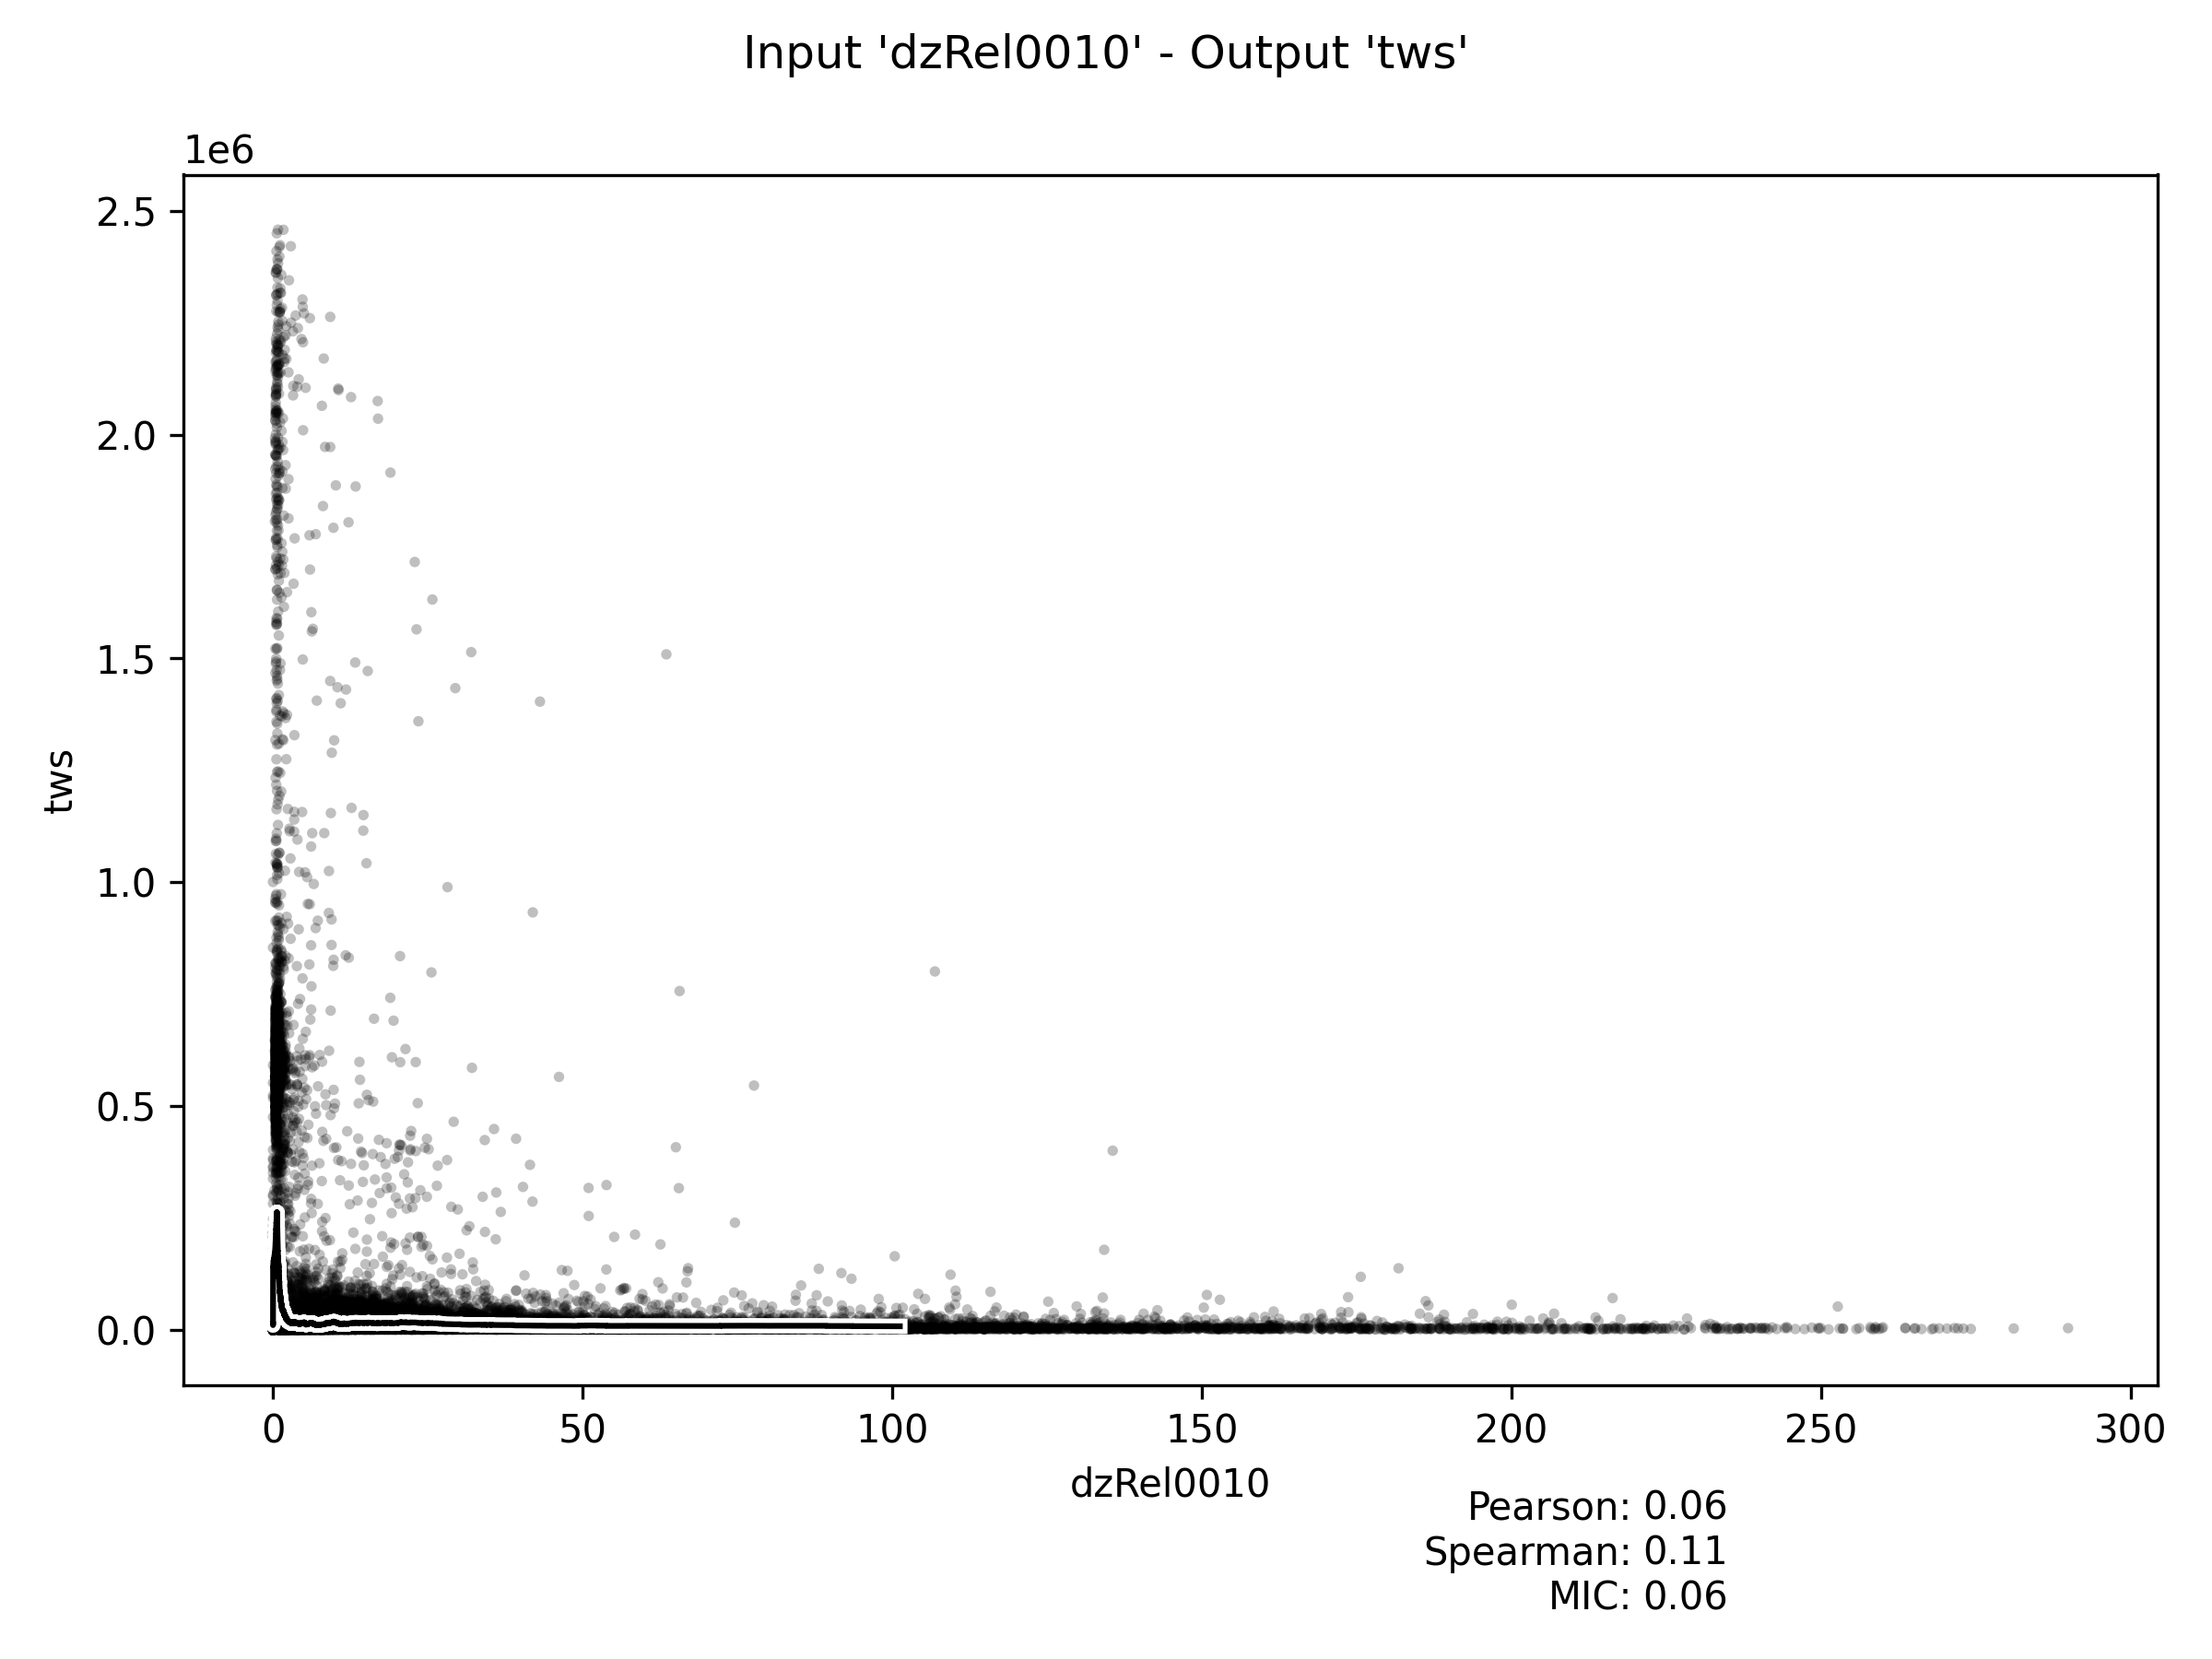 Input 'dzRel0010' - Output 'tws'
1e6
2.5
2.0
1.5
1.0
0.5
0.0
tws
0 50 100 150 200 250 300
dzRel0010
Pearson: 0.06
Spearman: 0.11
MIC: 0.06